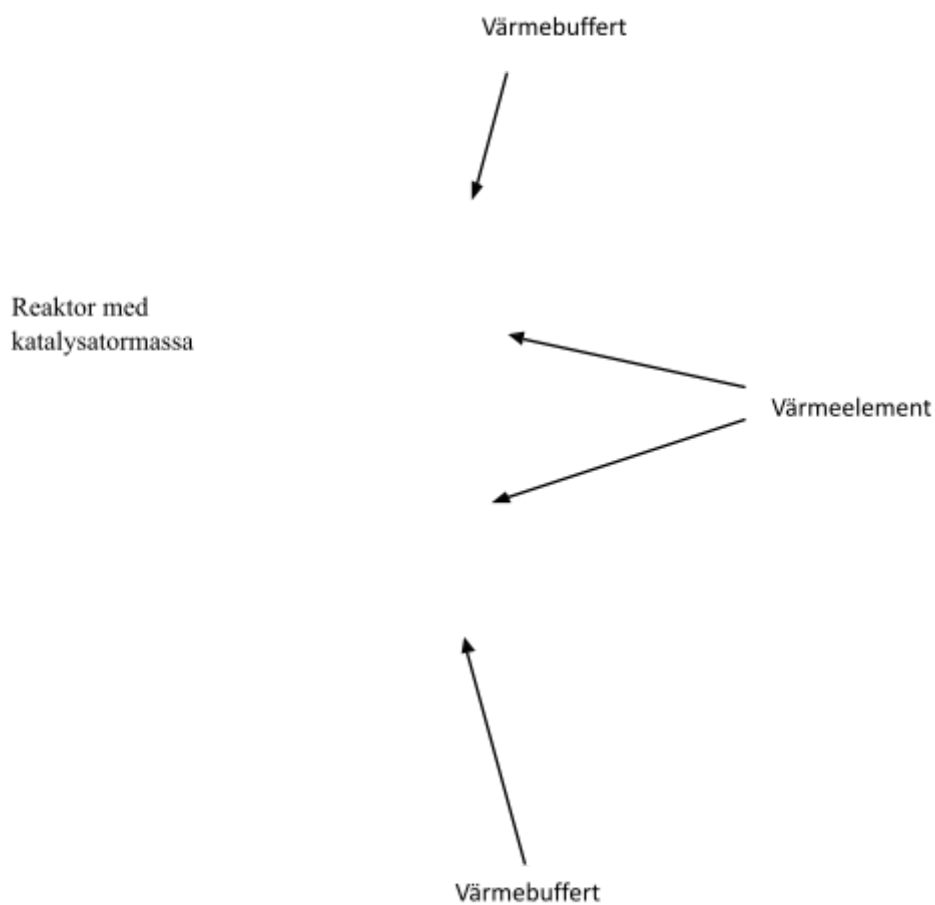 Värmebuffert
Reaktor med
katalysatormassa
Värmeelement
Värmebuffert